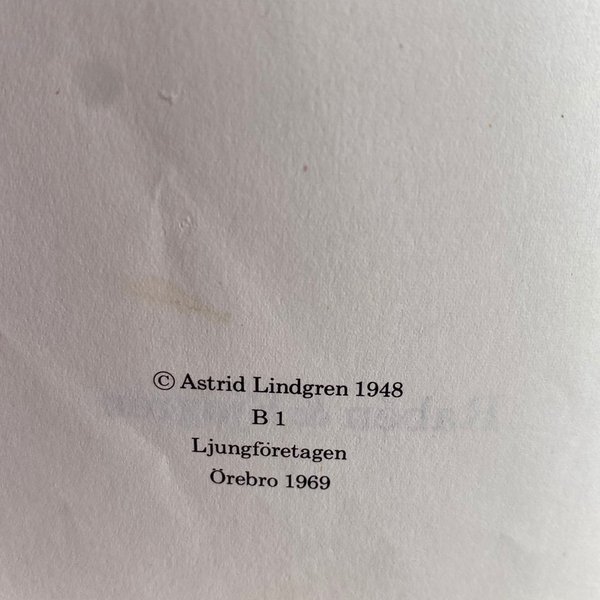 © Astrid Lindgren 1948
B 1
Ljungföretagen
Örebro 1969